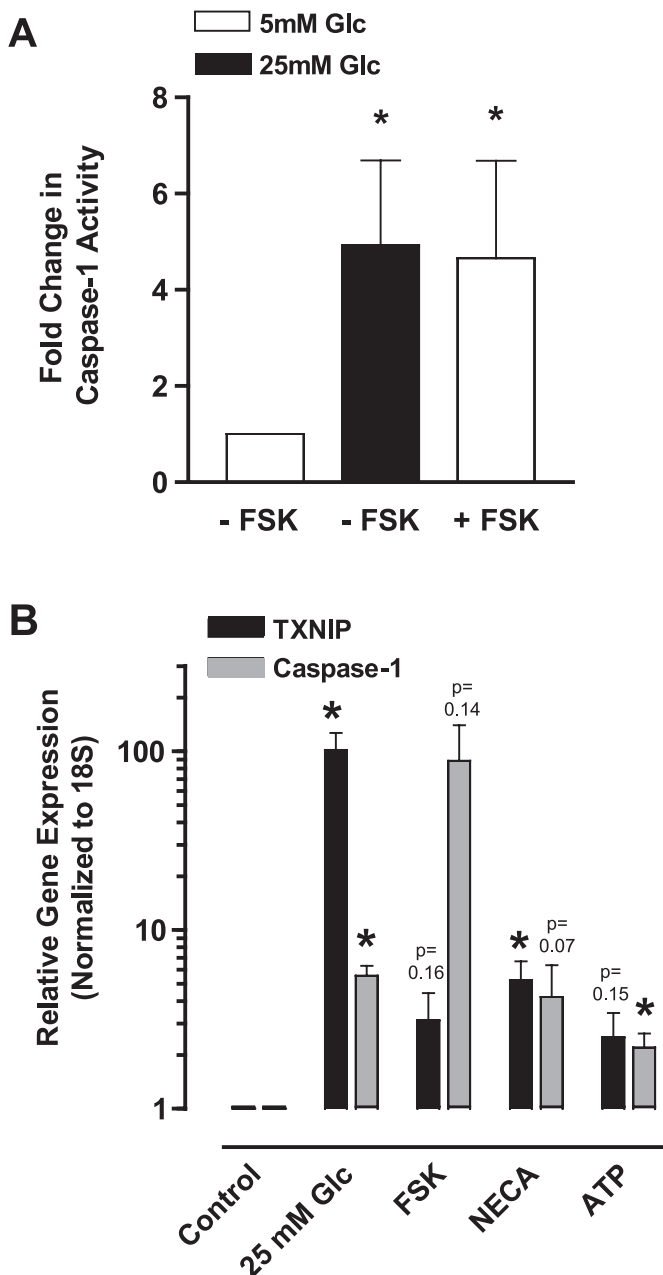 A
5mM Glc
25mM Glc
Fold Change in
Caspase-1 Activity
8
6
4
2
0
*
*
- FSK
- FSK
+ FSK
B
TXNIP
Caspase-1
Relative Gene Expression
(Normalized to 18S)
100
10
1
*
*
p=
0.16
p=
0.14
*
p=
0.07
p=
0.15
*
Control
25 mM Glc
FSK
NECA
ATP